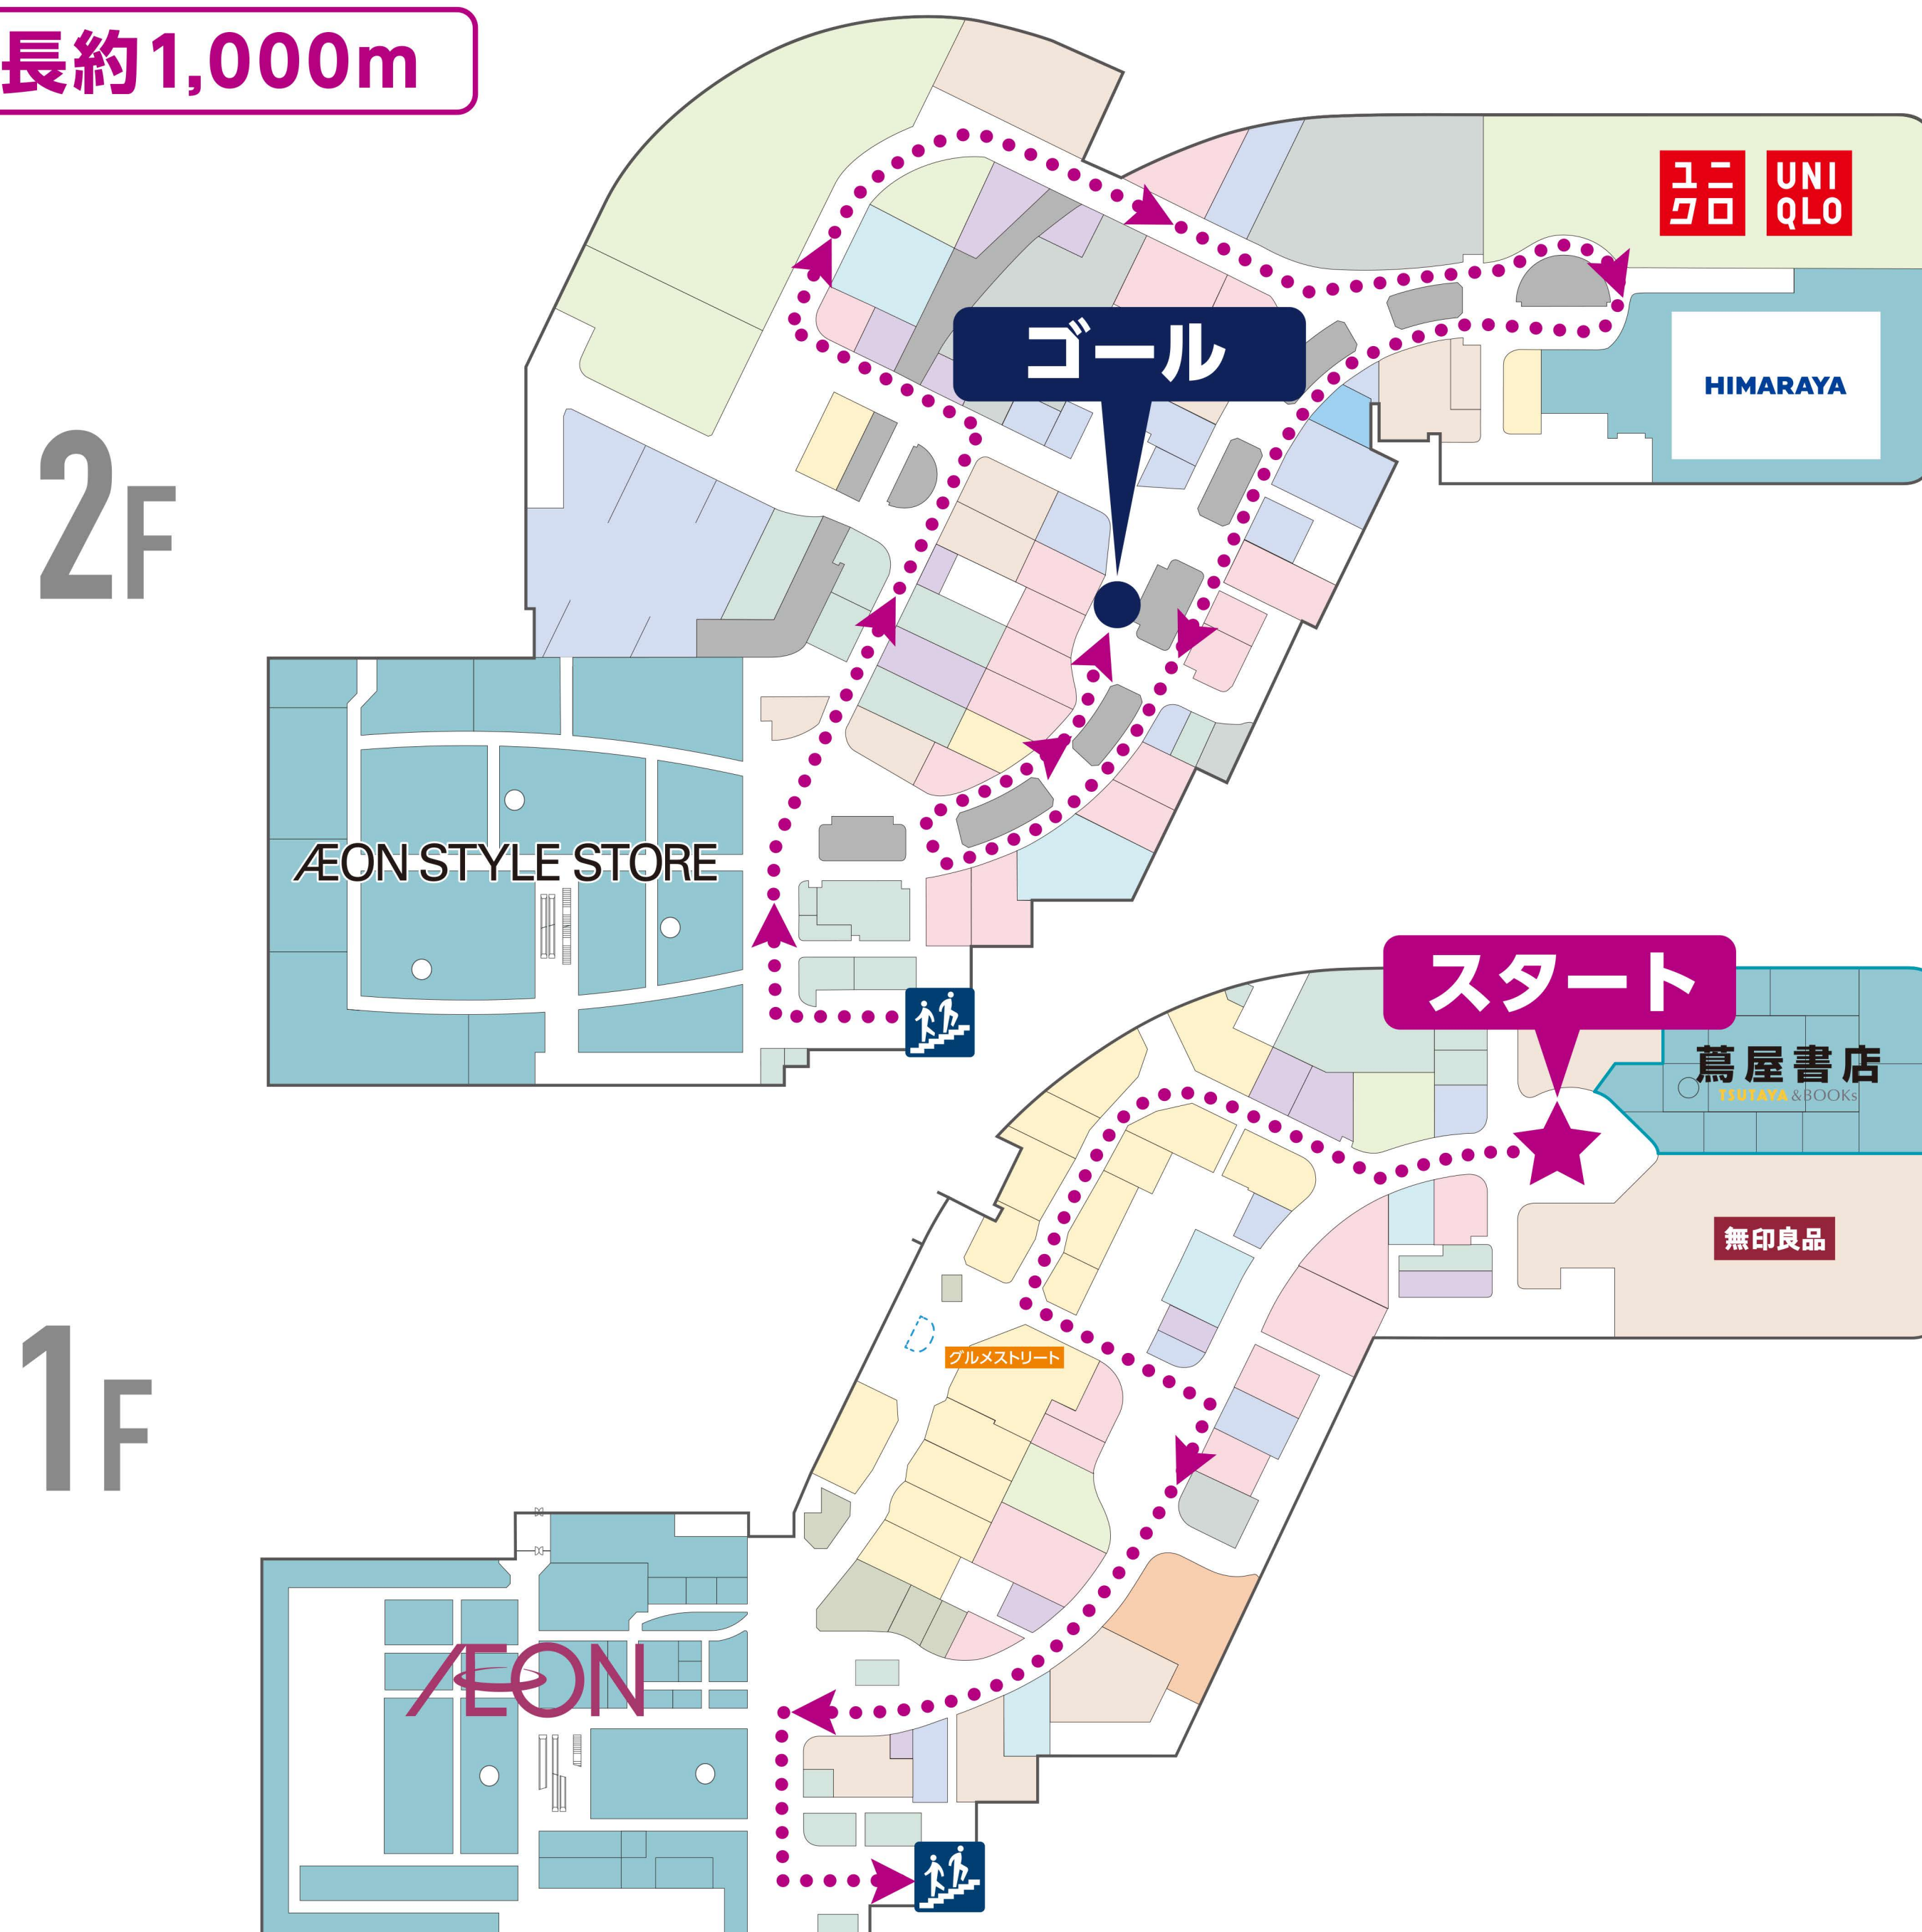 長約1,000m
2F
ユニ
クロ
UNI
QLO
ゴール
HIMARAYA
ÆON STYLE STORE
スタート
蔦屋書店
TSUTAYA &BOOKs
無印良品
1F
グルメストリート
ÆON